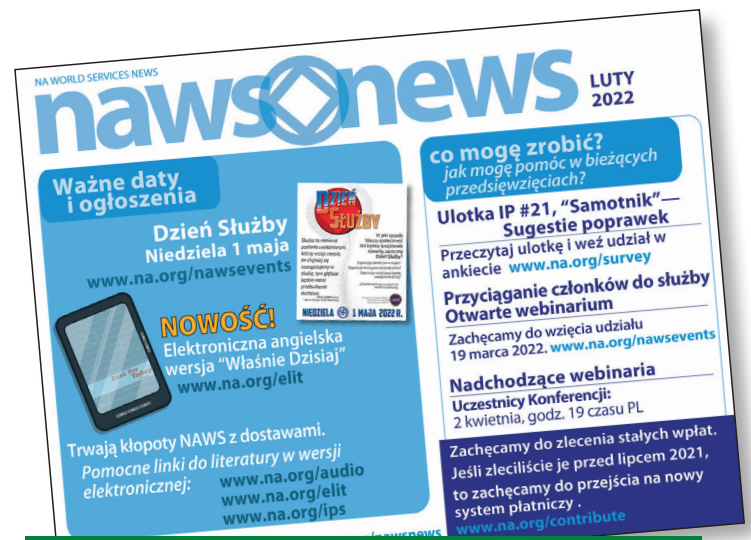 NA WORLD SERVICES NEWS
naws news
LUTY
2022
Ważne daty
i ogłoszenia
Dzień Służby
Niedziela 1 maja
www.na.org/nawsevents
DZIEŃ
SŁUŻBY
NIEDZIELA 1 MAJA 2022 R.
NOWOŚĆ!
Elektroniczna angielska
wersja "Właśnie Dzisiaj"
www.na.org/elit
Just for
Today
Trwają kłopoty NAWS z dostawami.
Pomocne linki do literatury w wersji
elektronicznej: www.na.org/audio
www.na.org/elit
www.na.org/ips
co mogę zrobić?
jak mogę pomóc w bieżących
przedsięwzięciach?
Ulotka IP #21, "Samotnik"—
Sugestie poprawek
Przeczytaj ulotkę i weź udział w
ankiecie www.na.org/survey
Przyciąganie członków do służby
Otwarte webinarium
Zachęcamy do wzięcia udziału
19 marca 2022. www.na.org/nawsevents
Nadchodzące webinaria
Uczestnicy Konferencji:
2 kwietnia, godz. 19 czasu PL
Zachęcamy do zlecenia stałych wpłat.
Jeśli zleciliście je przed lipcem 2021,
to zachęcamy do przejścia na nowy
system płatniczy .
www.na.org/contribute